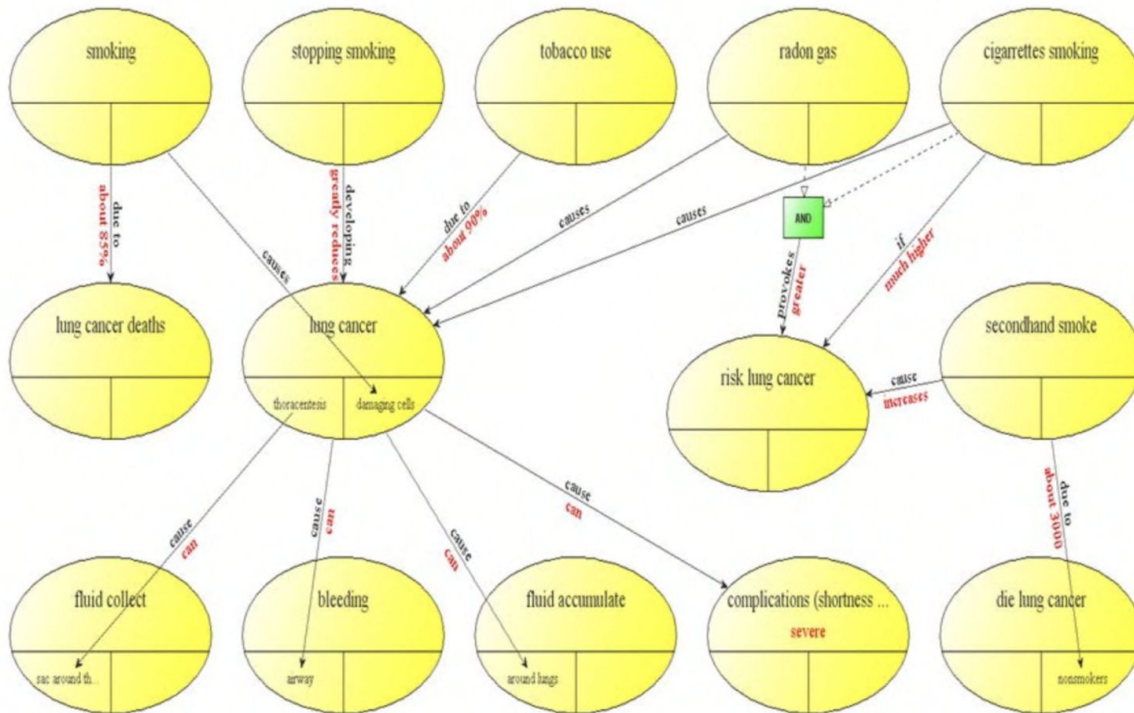 smoking
stopping smoking
tobacco use
radon gas
cigarrettes smoking
due to
about 85%
developing
greatly reduces
due to
about 90%
causes
causes
causes
AND
provokes
greater
if
much higher
lung cancer deaths
lung cancer
thoracentesis
damaging cells
risk lung cancer
secondhand smoke
cause
increases
cause
can
cause
can
cause
can
cause
can
due to
about 3000
fluid collect
sac around th...
bleeding
airway
fluid accumulate
around lungs
complications (shortness ...
severe
die lung cancer
nonsmokers